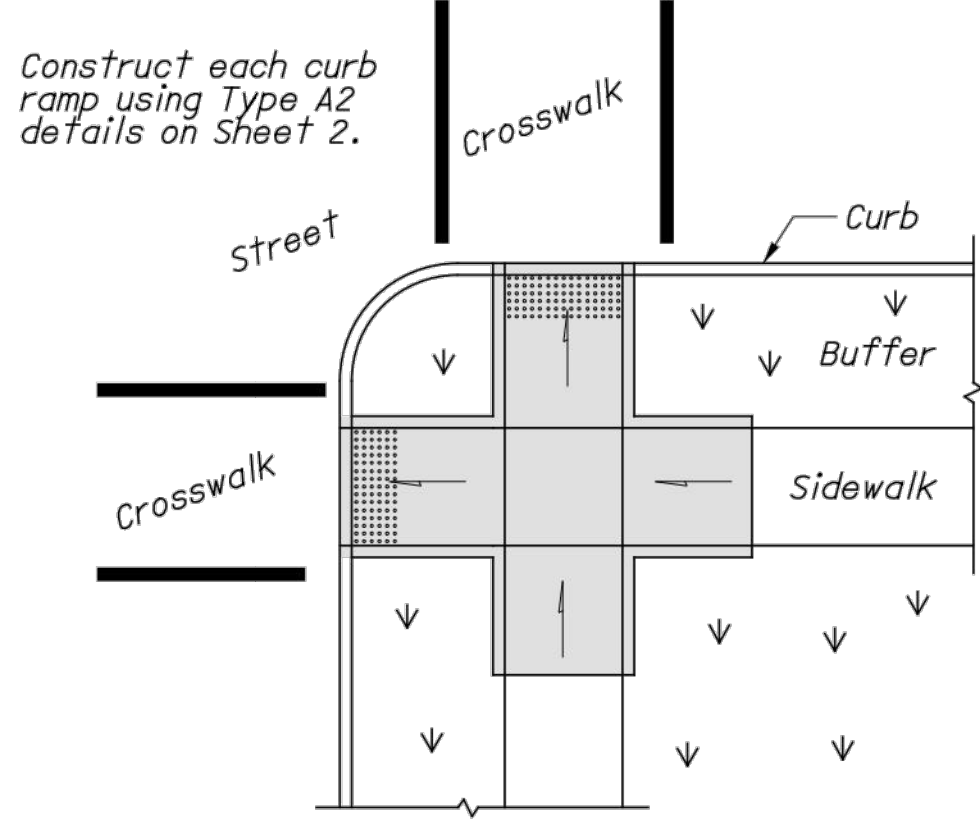 Construct each curb
ramp using Type A2
details on Sheet 2.
Crosswalk
Street
Curb
Buffer
Crosswalk
Sidewalk